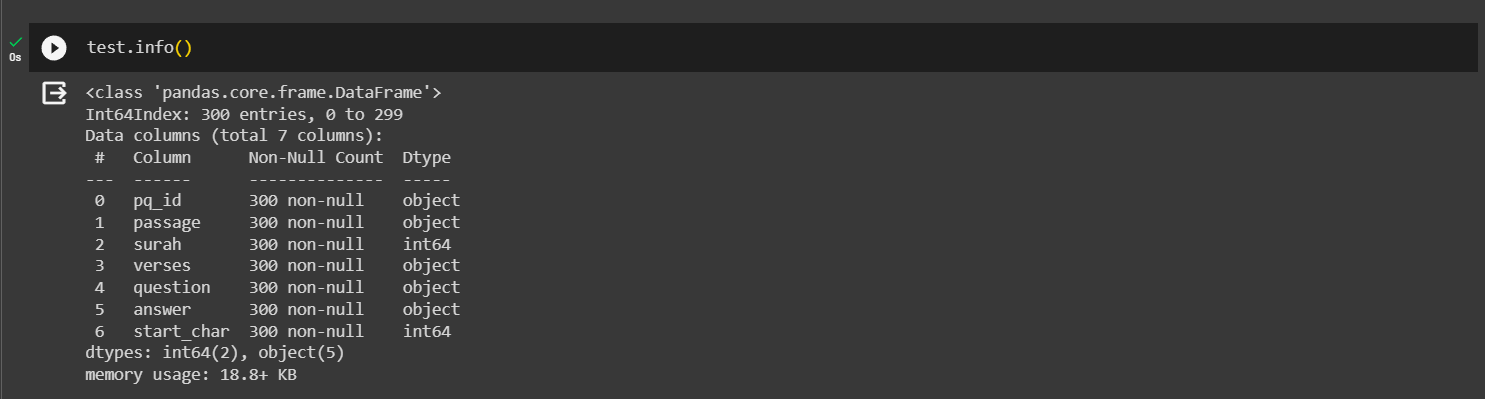 test.info()
0s
<class 'pandas.core.frame.DataFrame'>
Int64Index: 300 entries, 0 to 299
Data columns (total 7 columns):
 #   Column      Non-Null Count  Dtype
---  ------      --------------  -----
 0   pq_id       300 non-null    object
 1   passage     300 non-null    object
 2   surah       300 non-null    int64
 3   verses      300 non-null    object
 4   question    300 non-null    object
 5   answer      300 non-null    object
 6   start_char  300 non-null    int64
dtypes: int64(2), object(5)
memory usage: 18.8+ KB